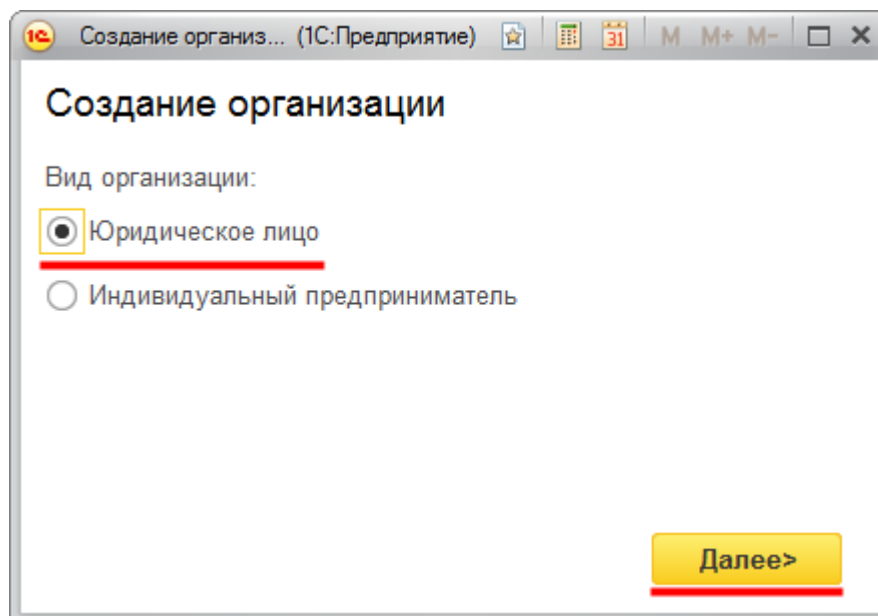 1С Создание организ... (1С:Предприятие) 31 M M+ M-
Создание организации
Вид организации:
Юридическое лицо
Индивидуальный предприниматель
Далее>